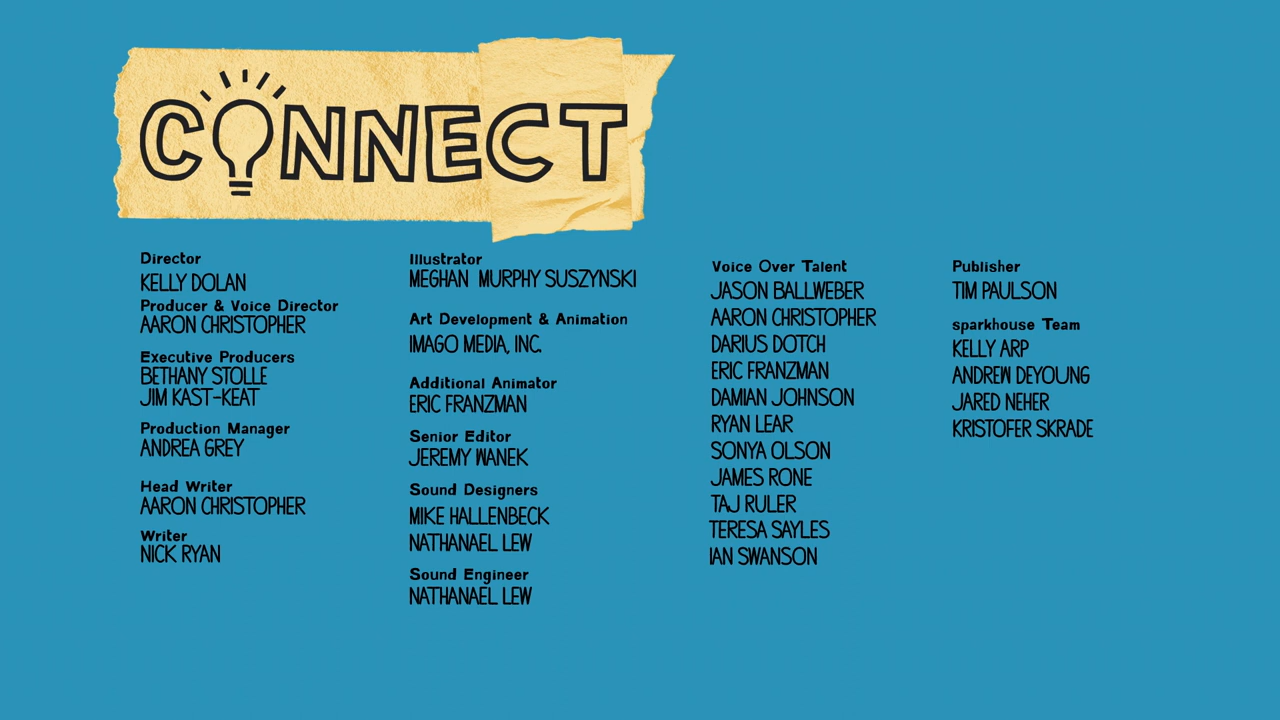 CONNECT
Director
KELLY DOLAN
Producer & Voice Director
AARON CHRISTOPHER
Executive Producers
BETHANY STOLLE
JIM KAST-KEAT
Production Manager
ANDREA GREY
Head Writer
AARON CHRISTOPHER
Writer
NICK RYAN
Illustrator
MEGHAN MURPHY SUSZYNSKI
Art Development & Animation
IMAGO MEDIA, INC.
Additional Animator
ERIC FRANZMAN
Senior Editor
JEREMY WANEK
Sound Designers
MIKE HALLENBECK
NATHANAEL LEW
Sound Engineer
NATHANAEL LEW
Voice Over Talent
JASON BALLWEBER
AARON CHRISTOPHER
DARIUS DOTCH
ERIC FRANZMAN
DAMIAN JOHNSON
RYAN LEAR
SONYA OLSON
JAMES RONE
TAJ RULER
TERESA SAYLES
IAN SWANSON
Publisher
TIM PAULSON
sparkhouse Team
KELLY ARP
ANDREW DEYOUNG
JARED NEHER
KRISTOFER SKRADE